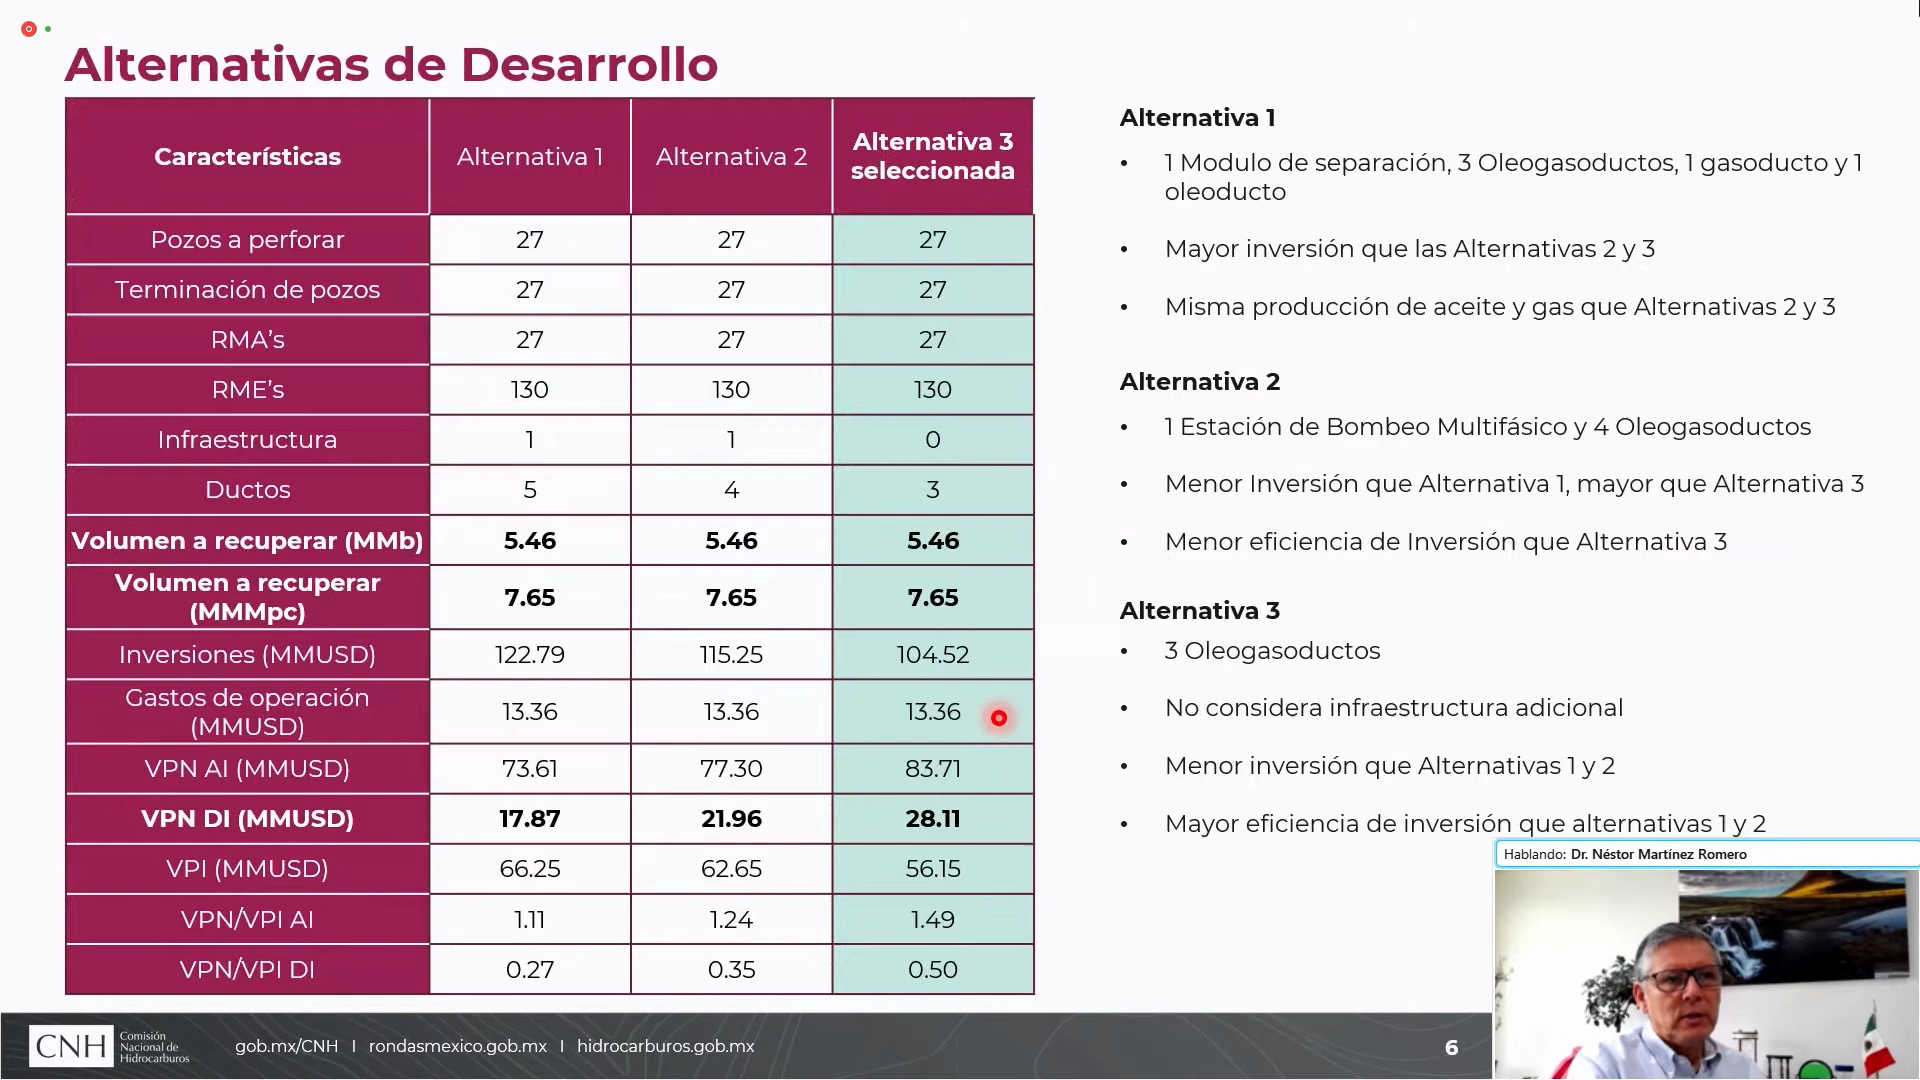 Alternativas de Desarrollo
Características
Alternativa 1
Alternativa 2
Alternativa 3
seleccionada
Pozos a perforar
27
27
27
Terminación de pozos
27
27
27
RMA’s
27
27
27
RME’s
130
130
130
Infraestructura
1
1
0
Ductos
5
4
3
Volumen a recuperar (MMb)
5.46
5.46
5.46
Volumen a recuperar
(MMMpc)
7.65
7.65
7.65
Inversiones (MMUSD)
122.79
115.25
104.52
Gastos de operación
(MMUSD)
13.36
13.36
13.36
VPN AI (MMUSD)
73.61
77.30
83.71
VPN DI (MMUSD)
17.87
21.96
28.11
VPI (MMUSD)
66.25
62.65
56.15
VPN/VPI AI
1.11
1.24
1.49
VPN/VPI DI
0.27
0.35
0.50
Alternativa 1
• 1 Modulo de separación, 3 Oleogasoductos, 1 gasoducto y 1
oleoducto
• Mayor inversión que las Alternativas 2 y 3
• Misma producción de aceite y gas que Alternativas 2 y 3
Alternativa 2
• 1 Estación de Bombeo Multifásico y 4 Oleogasoductos
• Menor Inversión que Alternativa 1, mayor que Alternativa 3
• Menor eficiencia de Inversión que Alternativa 3
Alternativa 3
• 3 Oleogasoductos
• No considera infraestructura adicional
• Menor inversión que Alternativas 1 y 2
• Mayor eficiencia de inversión que alternativas 1 y 2
Hablando: Dr. Néstor Martínez Romero
CNH
Comisión
Nacional de
Hidrocarburos
gob.mx/CNH I rondasmexico.gob.mx I hidrocarburos.gob.mx
6